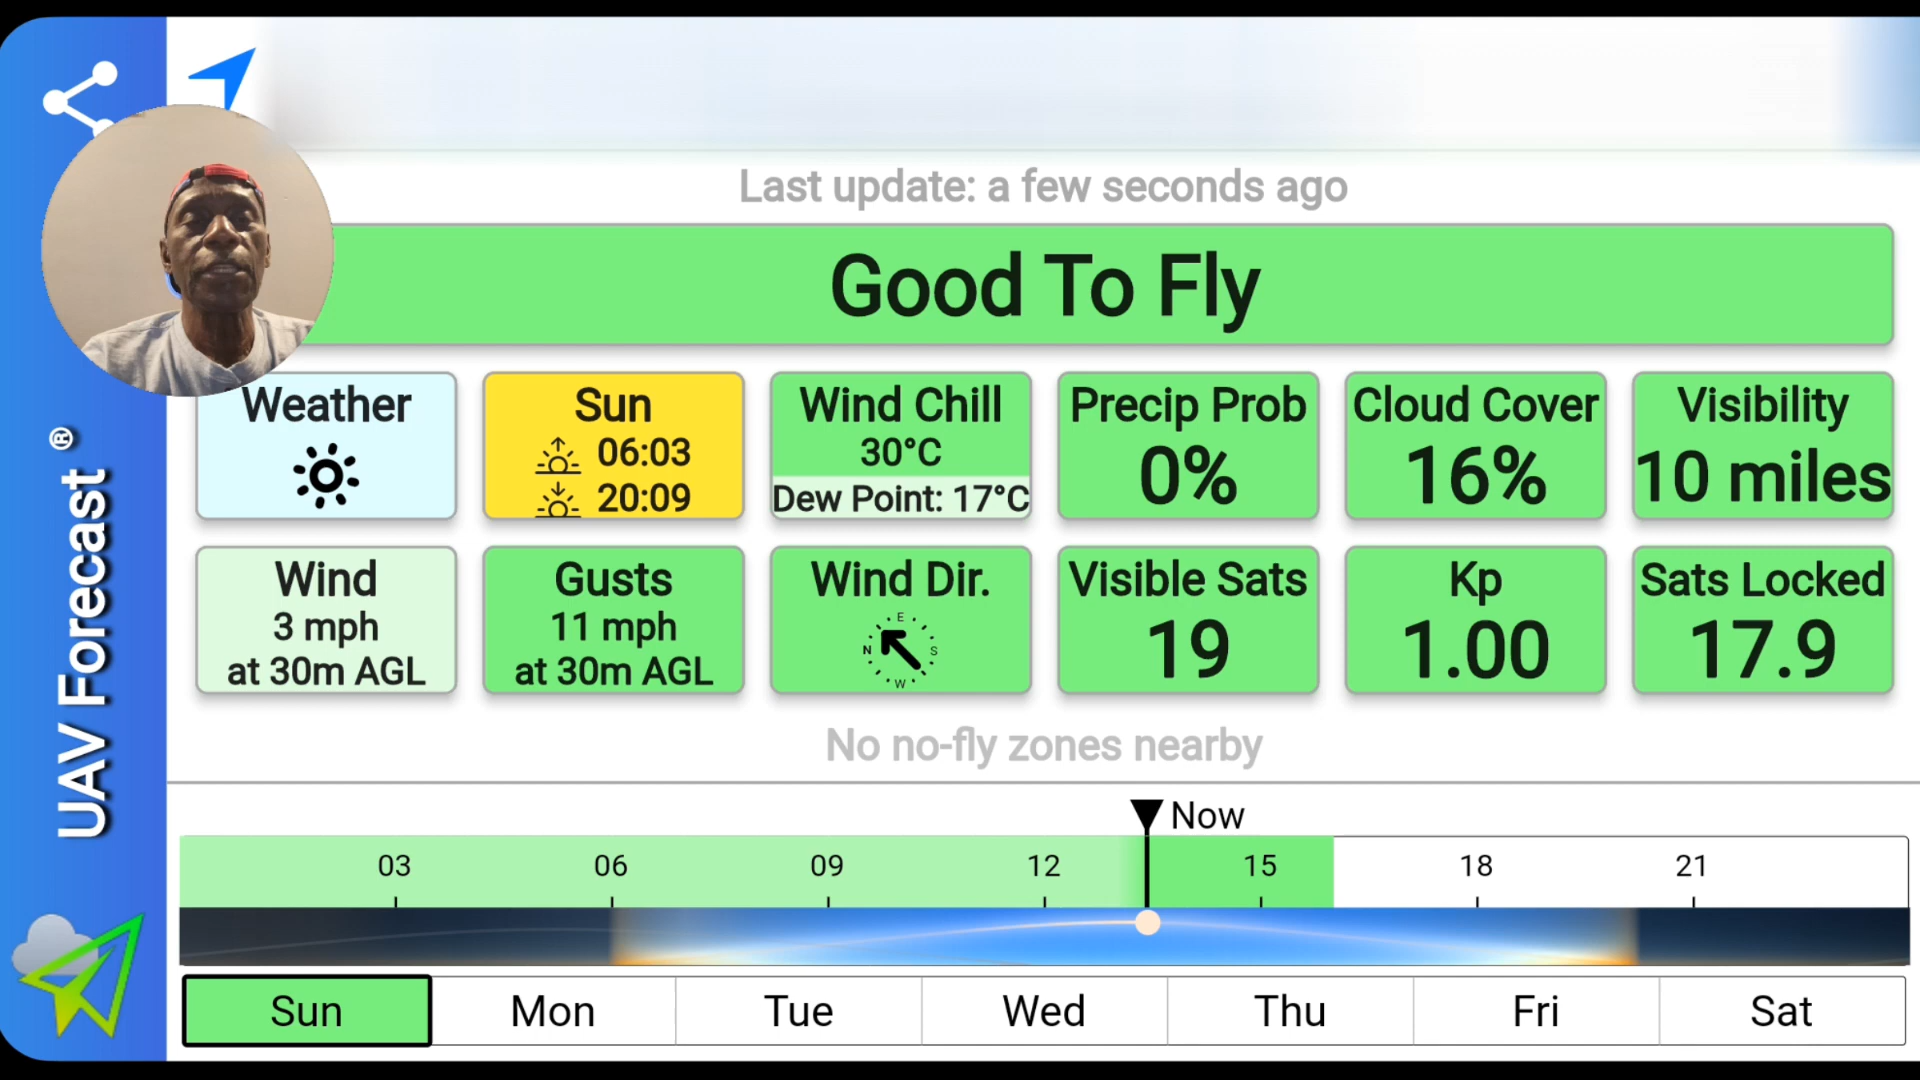 UAV Forecast®
Last update: a few seconds ago
Good To Fly
Weather
Sun
06:03
20:09
Wind Chill
30°C
Dew Point: 17°C
Precip Prob
0%
Cloud Cover
16%
Visibility
10 miles
Wind
3 mph
at 30m AGL
Gusts
11 mph
at 30m AGL
Wind Dir.
E
N S
W
Visible Sats
19
Kp
1.00
Sats Locked
17.9
No no-fly zones nearby
Now
03 06 09 12 15 18 21
Sun Mon Tue Wed Thu Fri Sat